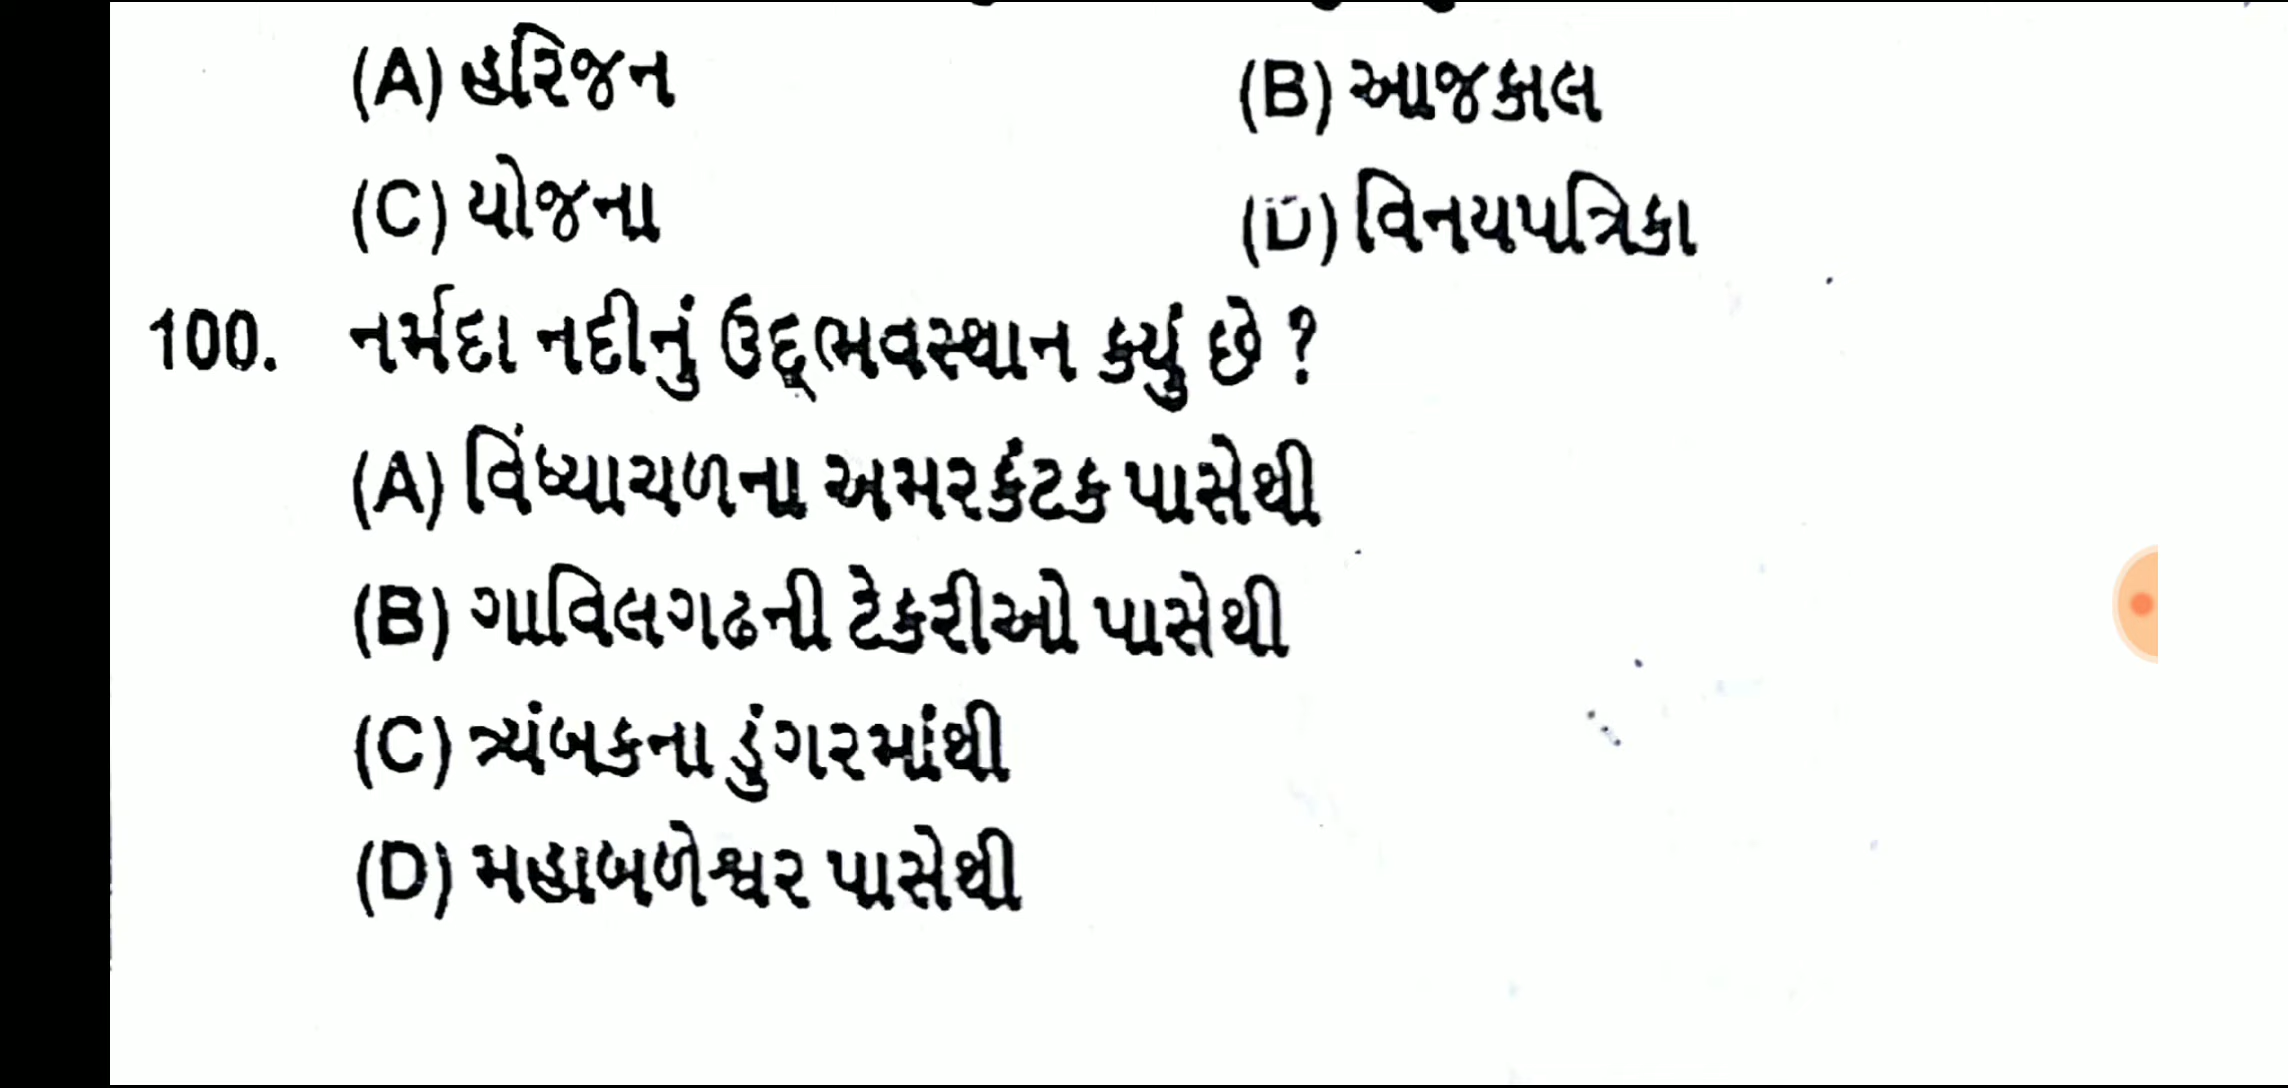 (A) હરિજન (B) આજકાલ
(C) યોજના (D) વિનયપત્રિકા
100. નર્મદા નદીનું ઉદ્‌ભવસ્થાન કર્યું છે ?
(A) વિંધ્યાચળના અમરકંટક પાસેથી
(B) ગાવિલગઢની ટેકરીઓ પાસેથી
(C) ત્ર્યંબકના ડુંગરમાંથી
(D) મહાબળેશ્વર પાસેથી